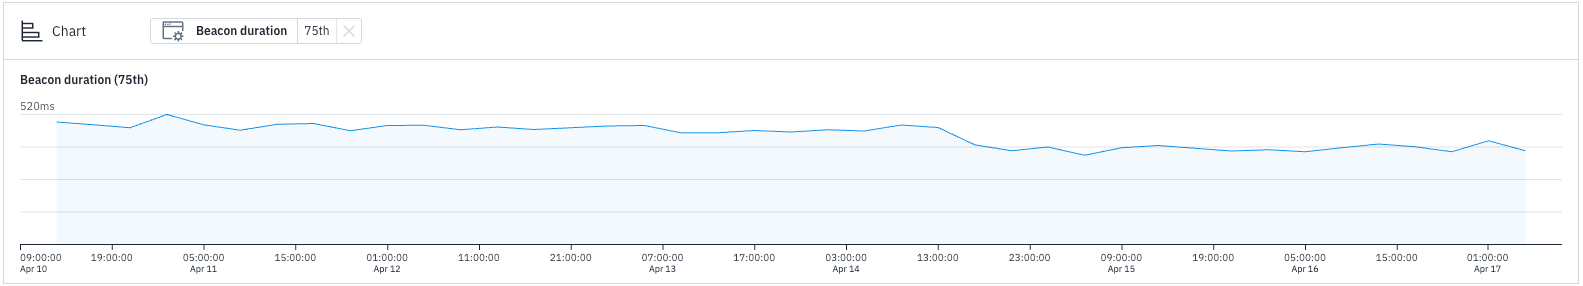 Chart
Beacon duration 75th
Beacon duration (75th)
520ms
09:00:00 19:00:00 05:00:00 15:00:00 01:00:00 11:00:00 21:00:00 07:00:00 17:00:00 03:00:00 13:00:00 23:00:00 09:00:00 19:00:00 05:00:00 15:00:00 01:00:00
Apr 10 Apr 11 Apr 12 Apr 13 Apr 14 Apr 15 Apr 16 Apr 17